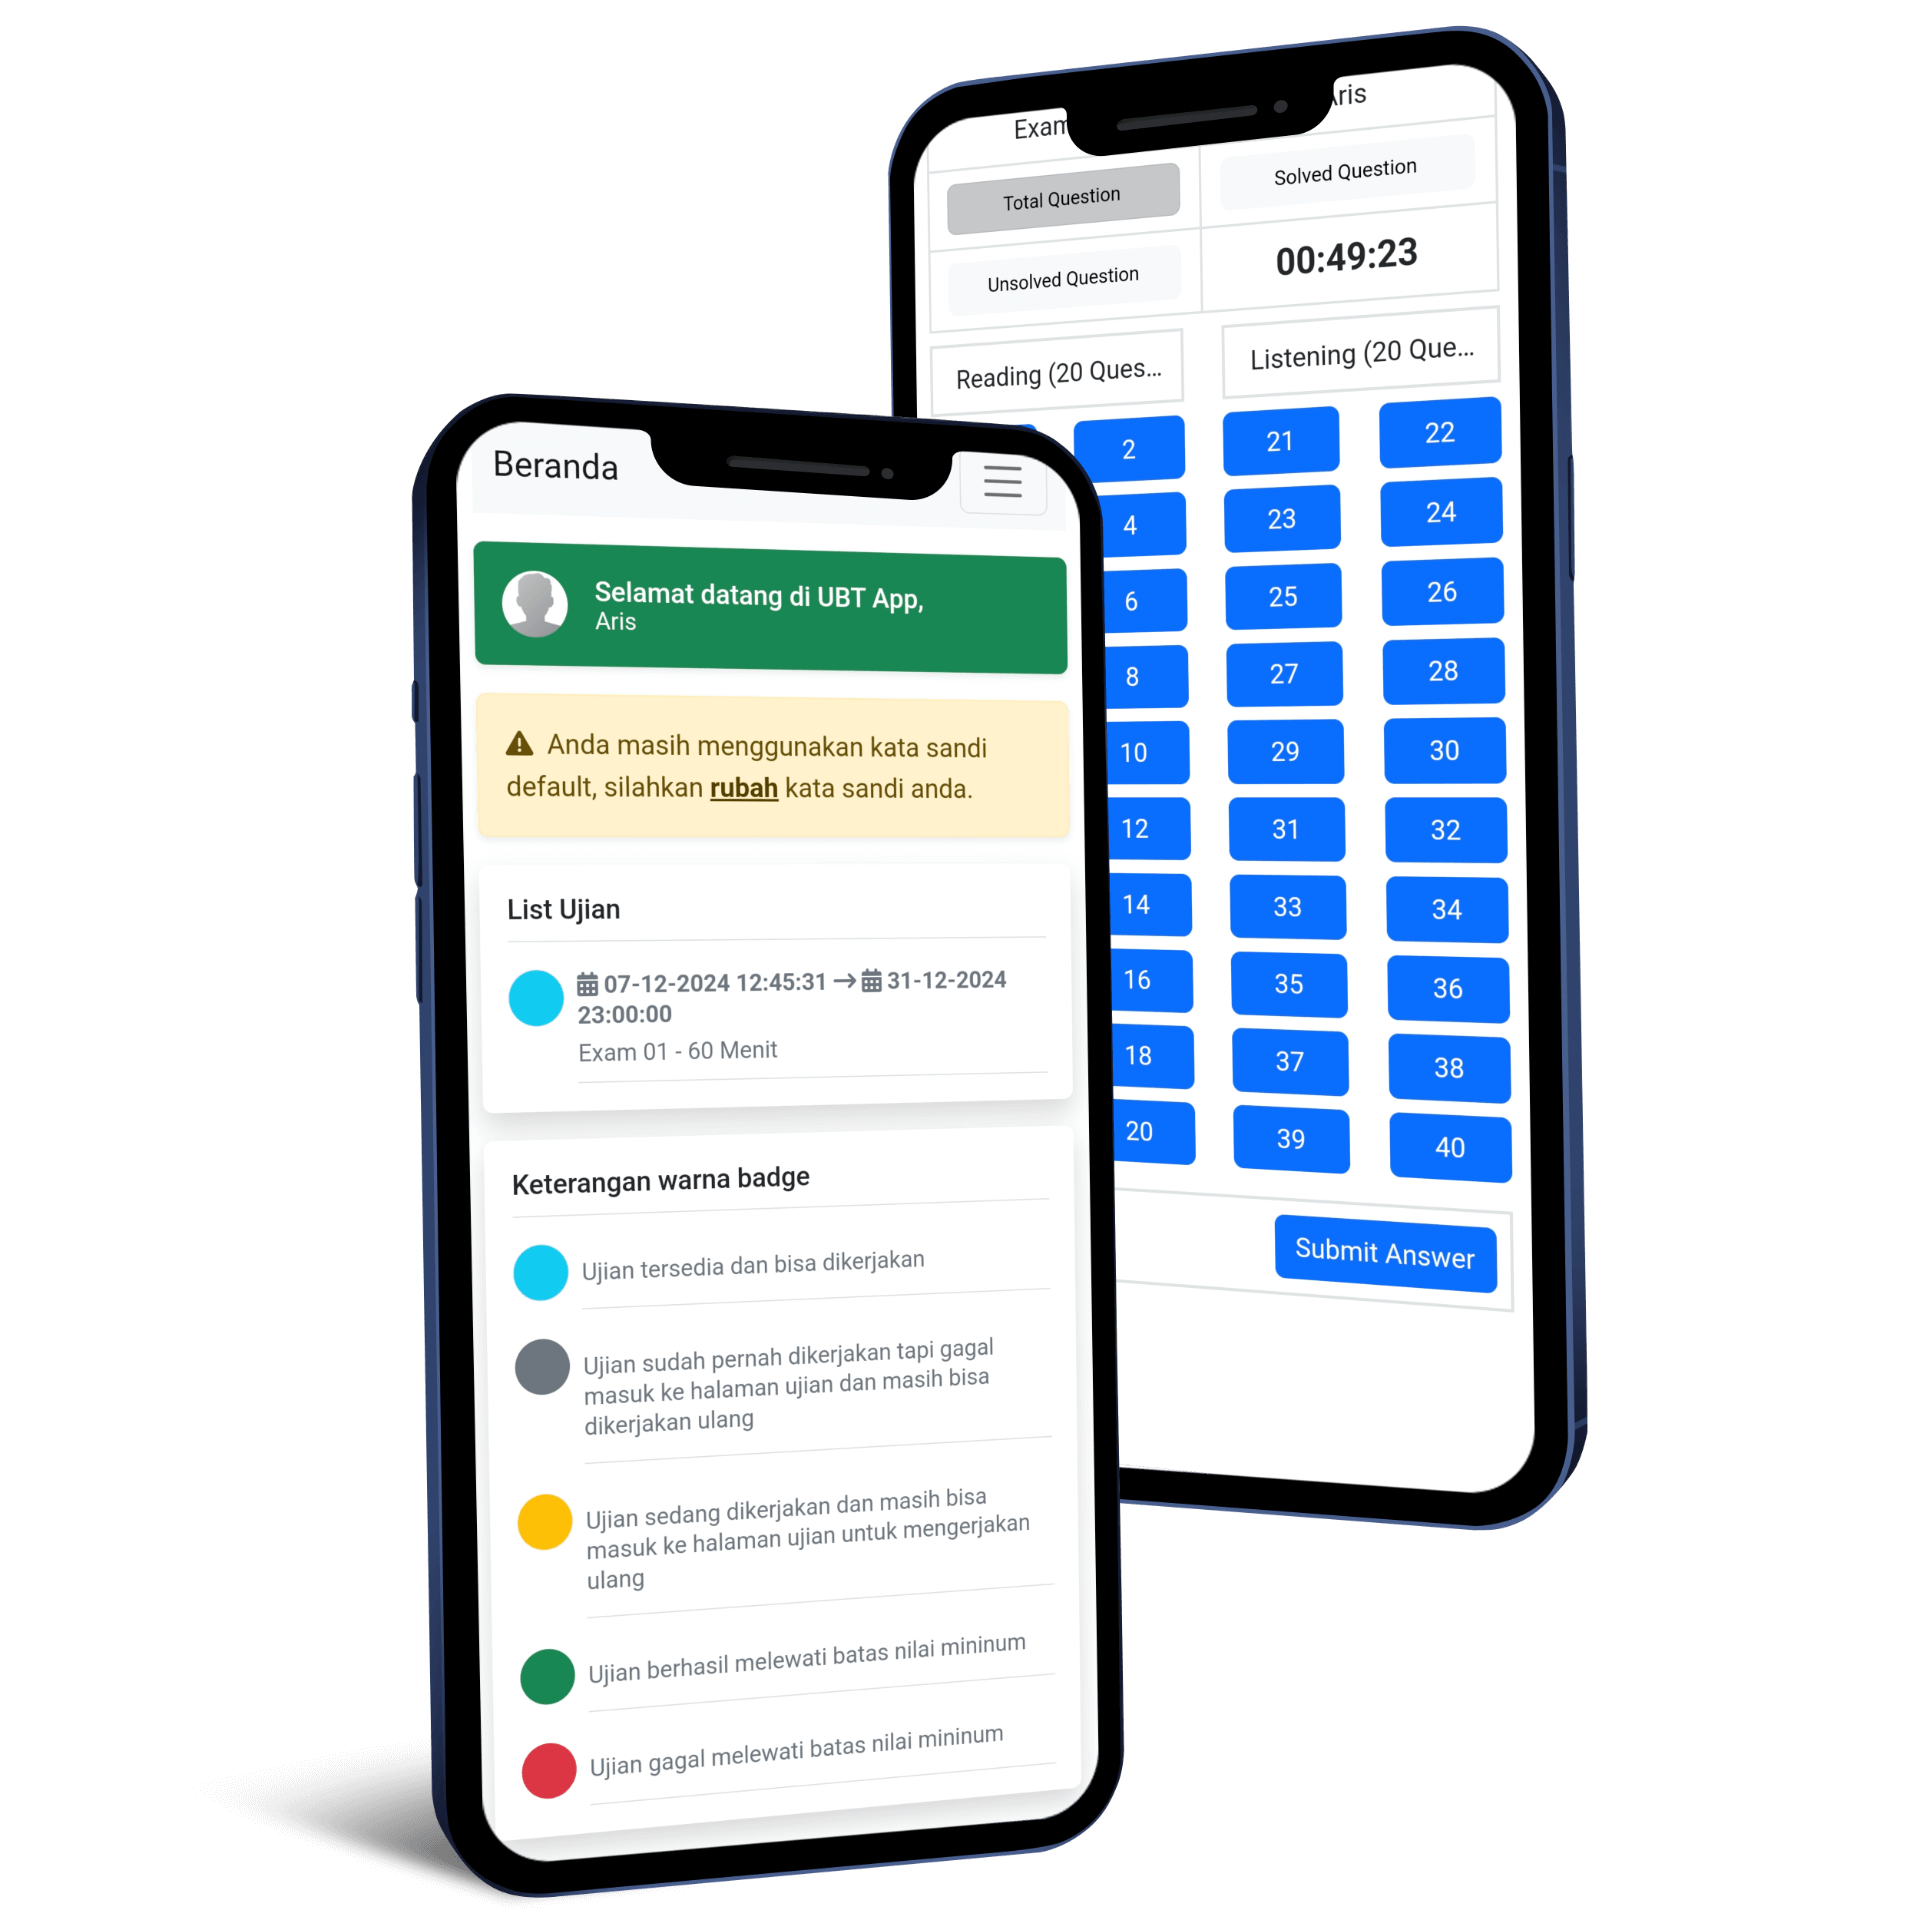 Beranda
Selamat datang di UBT App,
Aris
Anda masih menggunakan kata sandi
default, silahkan rubah kata sandi anda.
List Ujian
07-12-2024 12:45:31 → 31-12-2024
23:00:00
Exam 01 - 60 Menit
Keterangan warna badge
Ujian tersedia dan bisa dikerjakan
Ujian sudah pernah dikerjakan tapi gagal
masuk ke halaman ujian dan masih bisa
dikerjakan ulang
Ujian sedang dikerjakan dan masih bisa
masuk ke halaman ujian untuk mengerjakan
ulang
Ujian berhasil melewati batas nilai mininum
Ujian gagal melewati batas nilai mininum
Exam Aris
Total Question Solved Question
Unsolved Question 00:49:23
Reading (20 Ques... Listening (20 Que...
2 21 22
4 23 24
6 25 26
8 27 28
10 29 30
12 31 32
14 33 34
16 35 36
18 37 38
20 39 40
Submit Answer